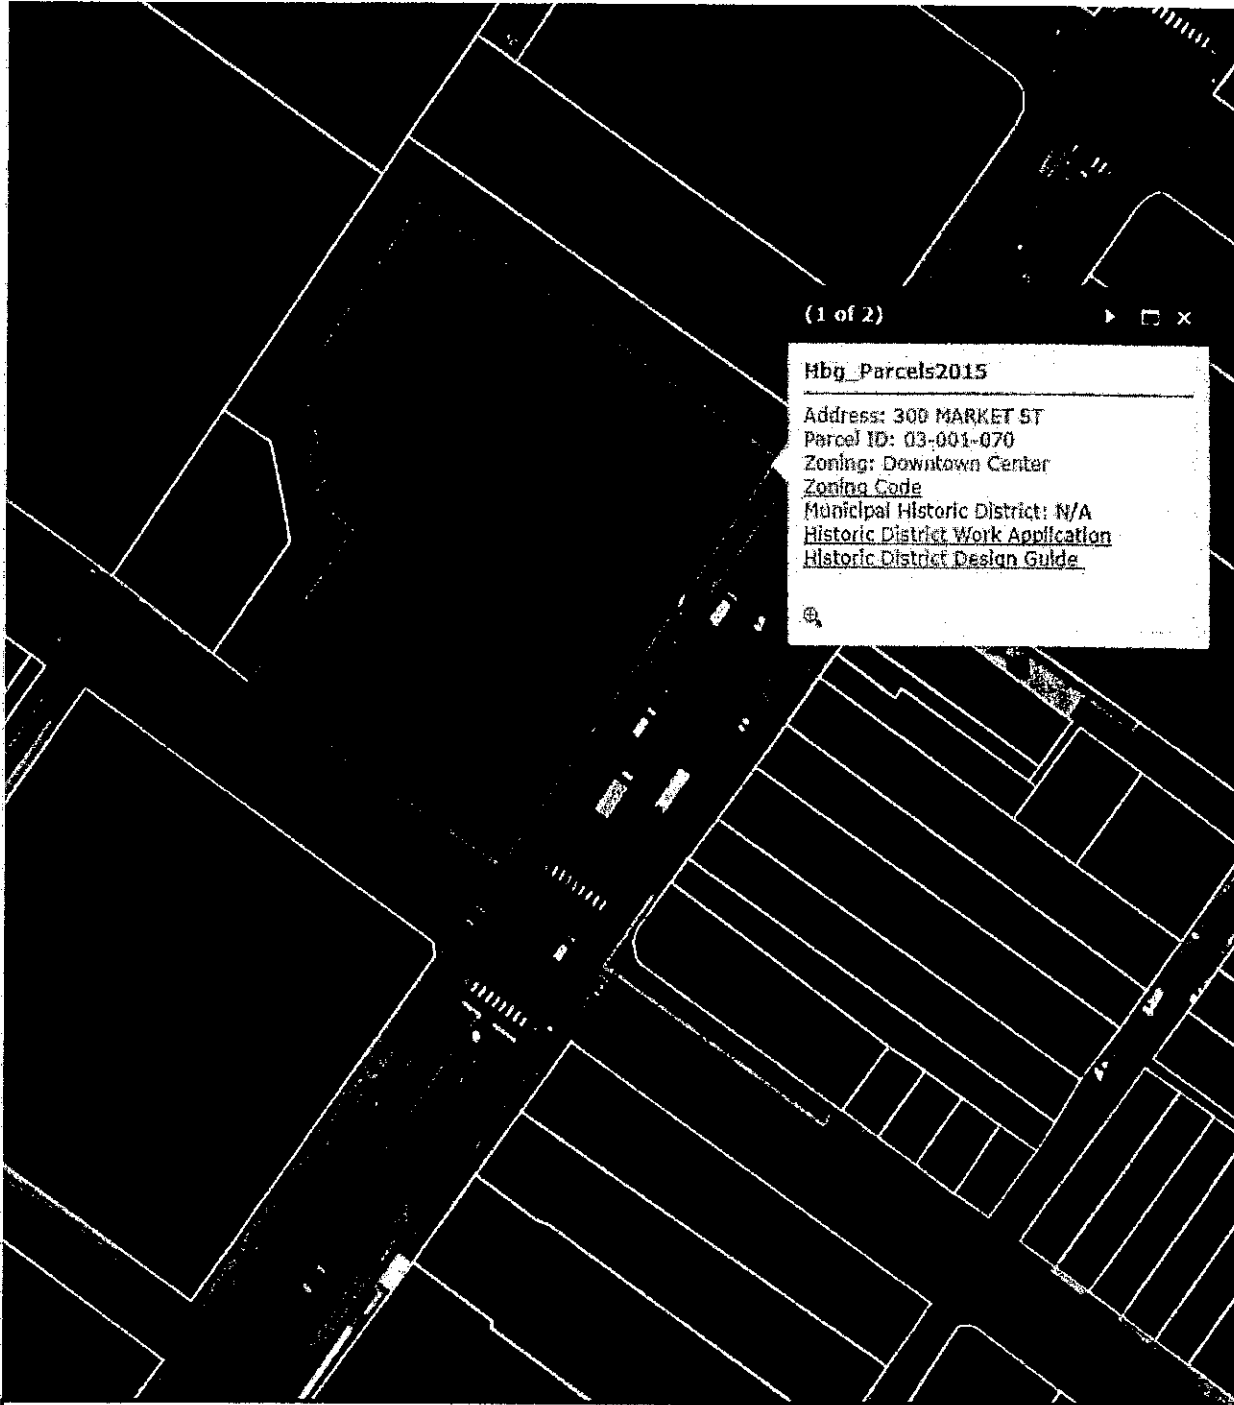 (1 of 2)
Hbg_Parcels2015
Address: 300 MARKET ST
Parcel ID: 03-001-070
Zoning: Downtown Center
Zoning Code
Municipal Historic District: N/A
Historic District Work Application
Historic District Design Guide